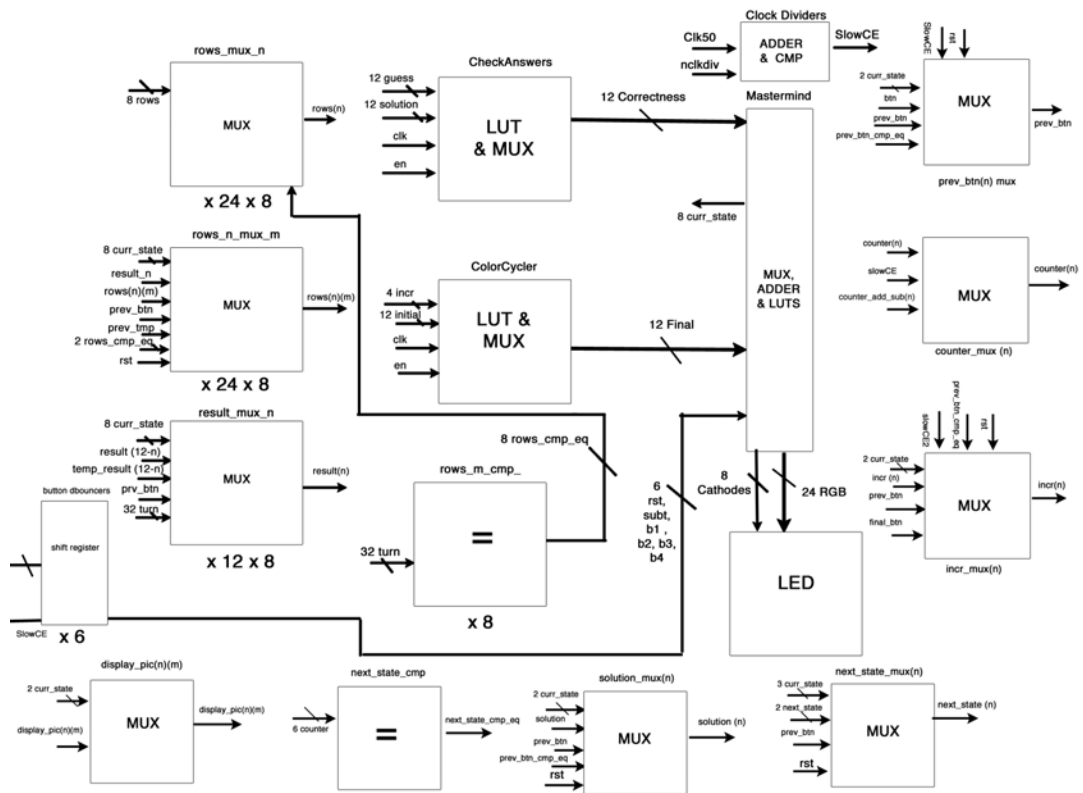 rows_mux_n
8 rows
MUX
rows(n)
x 24 x 8
rows_n_mux_m
8 curr_state
result_n
rows(n)(m)
prev_btn
prev_tmp
2 rows_cmp_eq
rst
MUX
rows(n)(m)
x 24 x 8
result_mux_n
8 curr_state
result (12-n)
temp_result (12-n)
prv_btn
32 turn
MUX
result(n)
x 12 x 8
button dbouncers
shift register
SlowCE
x 6
CheckAnswers
12 guess
12 solution
clk
en
LUT
& MUX
12 Correctness
ColorCycler
4 incr
12 initial
clk
en
LUT &
MUX
12 Final
8 rows_cmp_eq
rows_m_cmp_
32 turn
=
x 8
6
rst,
subt,
b1 ,
b2, b3,
b4
Clock Dividers
Clk50
nclkdiv
ADDER
& CMP
SlowCE
Mastermind
8 curr_state
MUX,
ADDER
& LUTS
8
Cathodes
24 RGB
LED
SlowCE
rst
2 curr_state
btn
prev_btn
prev_btn_cmp_eq
MUX
prev_btn
prev_btn(n) mux
counter(n)
slowCE
counter_add_sub(n)
MUX
counter(n)
counter_mux (n)
slowCE2
prev_btn_cmp_eq
rst
2 curr_state
incr (n)
prev_btn
final_btn
MUX
incr(n)
incr_mux(n)
display_pic(n)(m)
2 curr_state
display_pic(n)(m)
MUX
display_pic(n)(m)
next_state_cmp
6 counter
=
next_state_cmp_eq
solution_mux(n)
2 curr_state
solution
prev_btn
prev_btn_cmp_eq
rst
MUX
solution (n)
next_state_mux(n)
3 curr_state
2 next_state
prev_btn
rst
MUX
next_state (n)